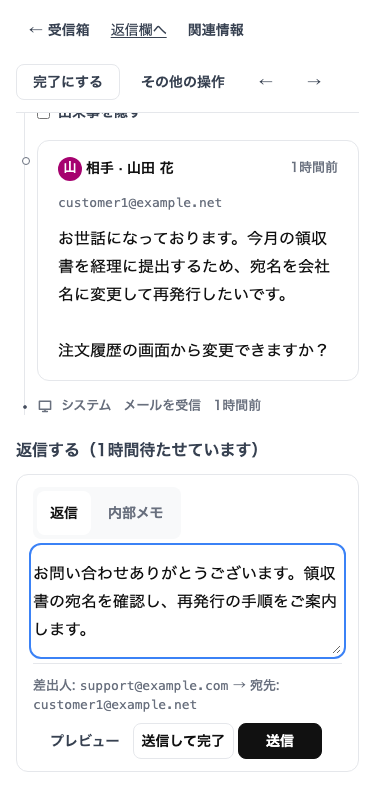 ← 受信箱 返信欄へ 関連情報
完了にする その他の操作 ← →
出来事を隠す
山 相手 · 山田 花 1時間前
customer1@example.net
お世話になっております。今月の領収
書を経理に提出するため、宛名を会社
名に変更して再発行したいです。
注文履歴の画面から変更できますか？
システム メールを受信 1時間前
返信する（1時間待たせています）
返信 内部メモ
お問い合わせありがとうございます。領収
書の宛名を確認し、再発行の手順をご案内
します。
差出人: support@example.com → 宛先:
customer1@example.net
プレビュー 送信して完了 送信